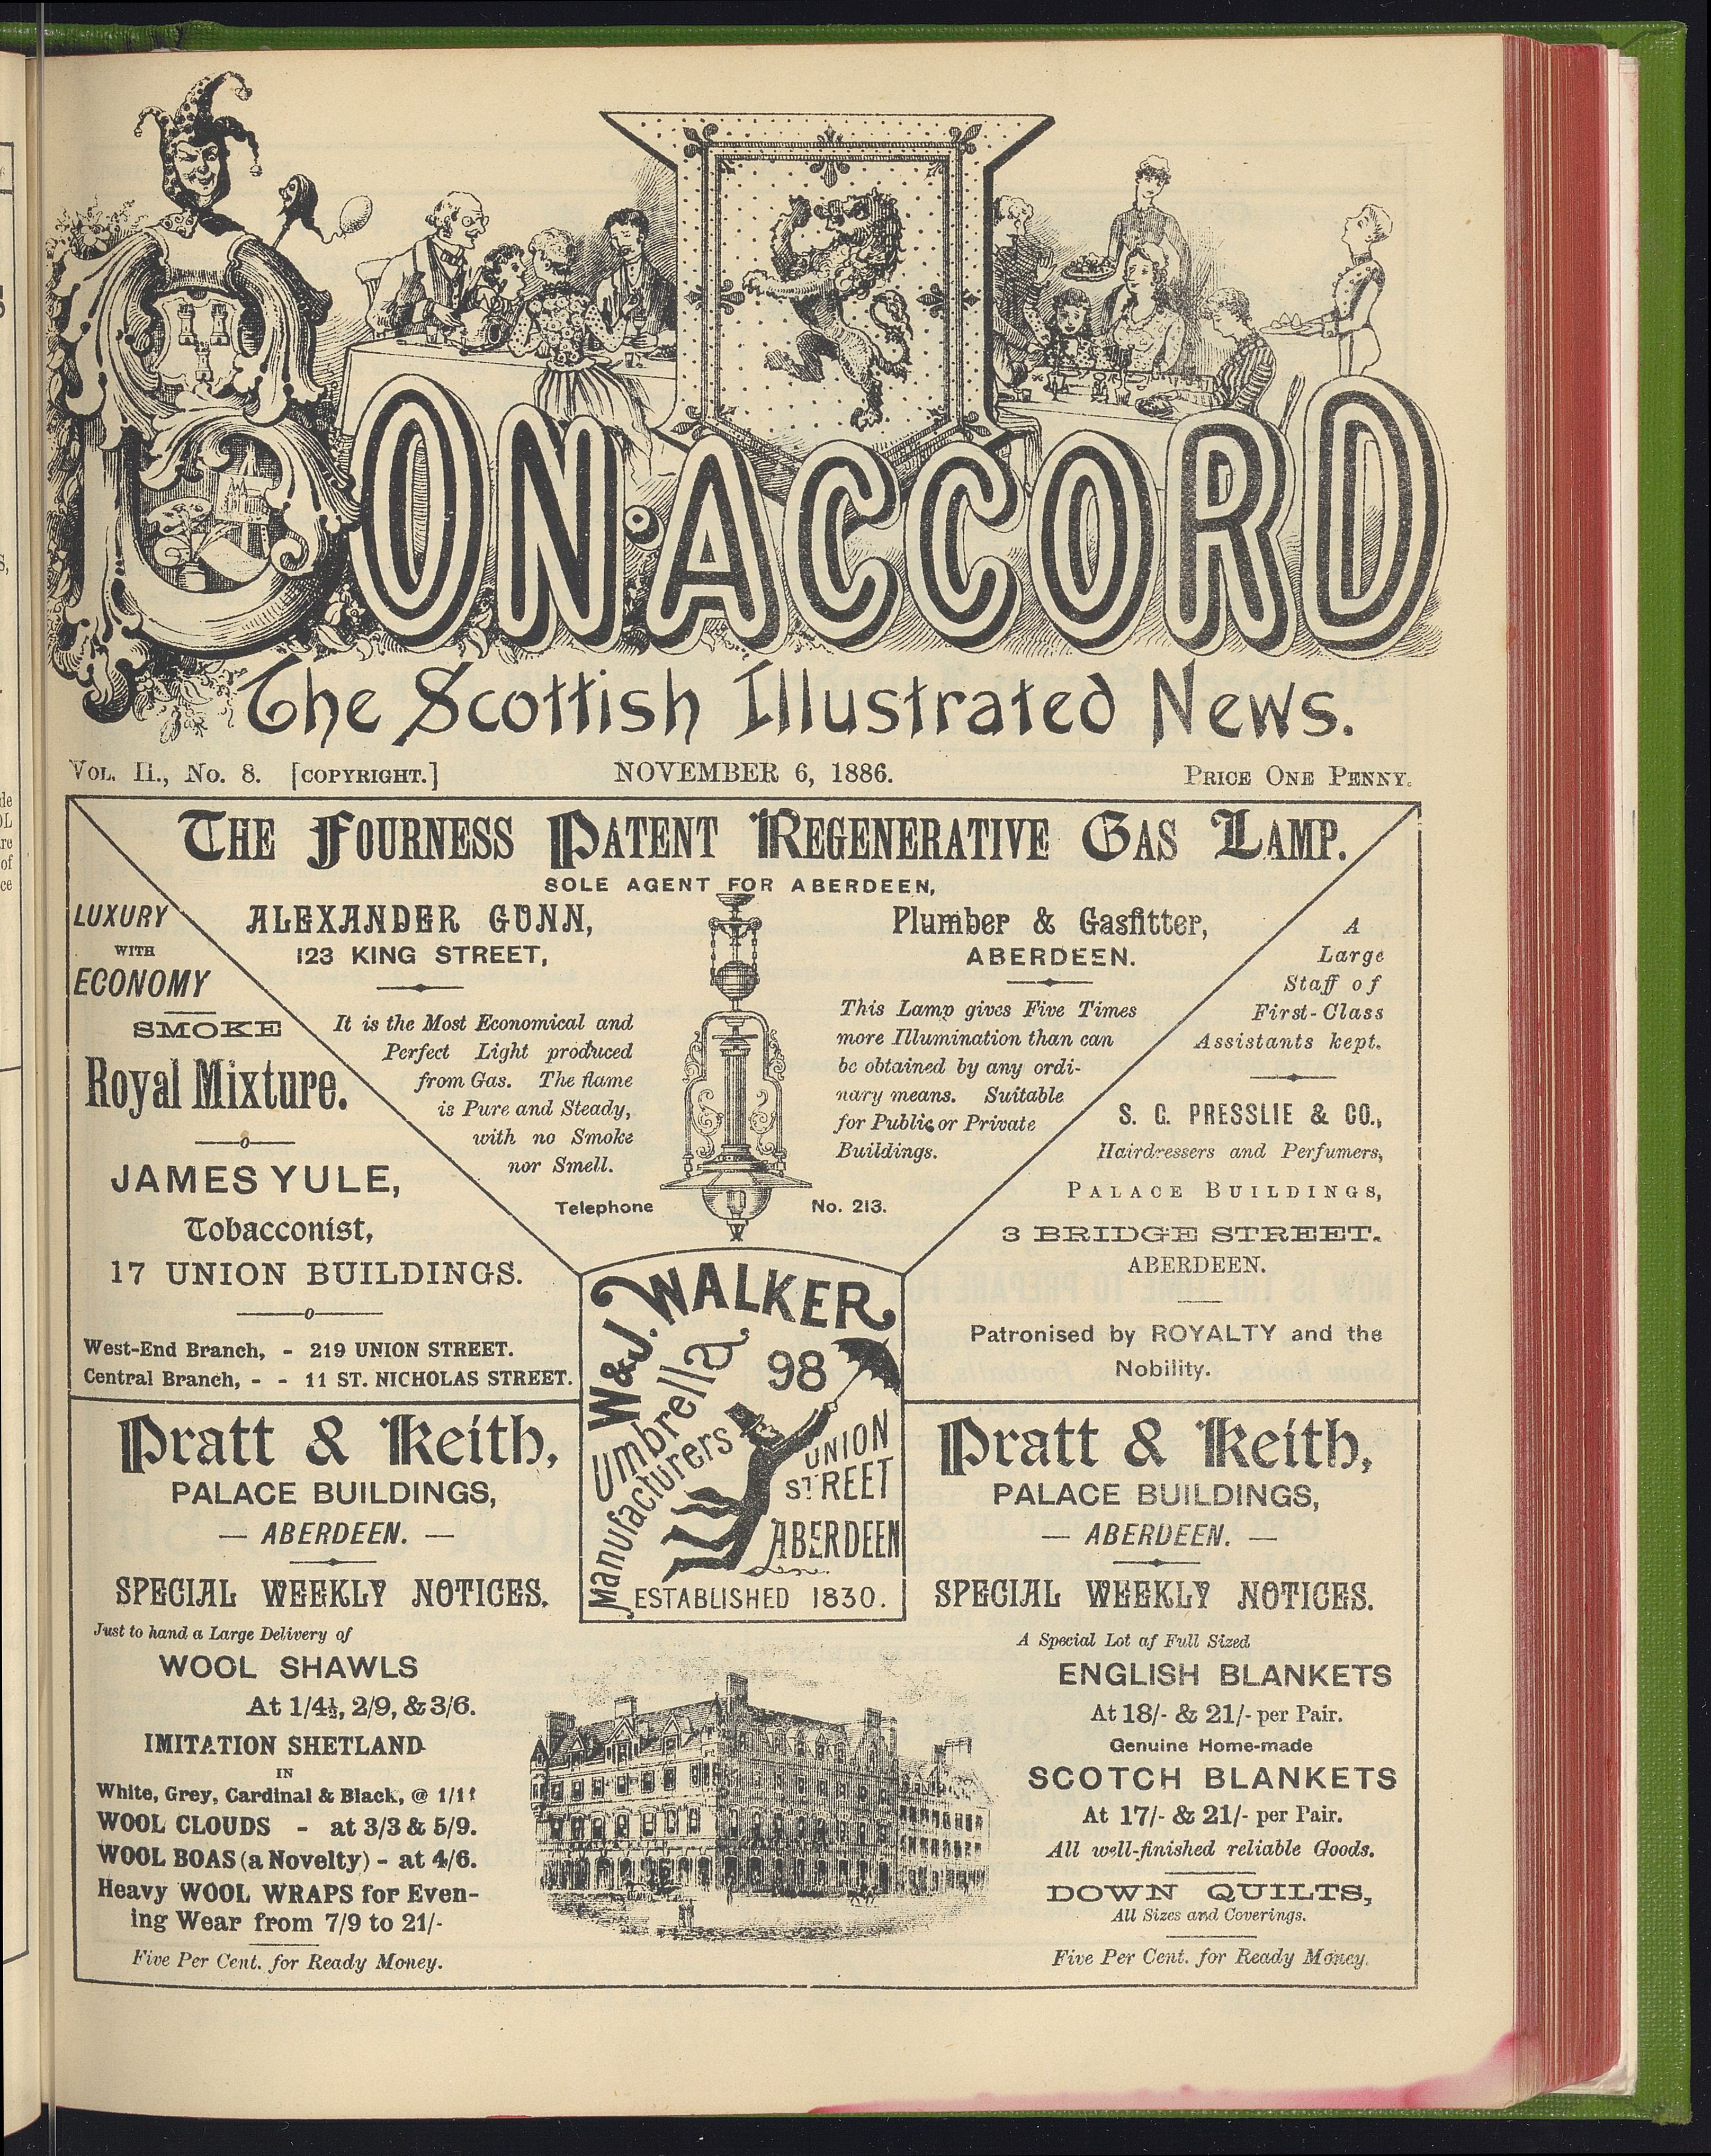 BON·ACCORD
The Scottish Illustrated News.
VOL. II., No. 8. [COPYRIGHT.] NOVEMBER 6, 1886. PRICE ONE PENNY.
THE FOURNESS PATENT REGENERATIVE GAS LAMP.
SOLE AGENT FOR ABERDEEN,
ALEXANDER GUNN,
123 KING STREET,
Plumber & Gasfitter,
ABERDEEN.
It is the Most Economical and
Perfect Light produced
from Gas. The flame
is Pure and Steady,
with no Smoke
nor Smell.
This Lamp gives Five Times
more Illumination than can
be obtained by any ordi-
nary means. Suitable
for Public or Private
Buildings.
Telephone No. 213.
LUXURY
WITH
ECONOMY
SMOKE
Royal Mixture.
JAMES YULE,
Tobacconist,
17 UNION BUILDINGS.
West-End Branch, - 219 UNION STREET.
Central Branch, - - 11 ST. NICHOLAS STREET.
A
Large
Staff of
First-Class
Assistants kept.
S. C. PRESSLIE & CO.,
Hairdressers and Perfumers,
PALACE BUILDINGS,
3 BRIDGE STREET.
ABERDEEN.
Patronised by ROYALTY and the
Nobility.
W & J. WALKER
Umbrella
Manufacturers
98
UNION
STREET
ABERDEEN
ESTABLISHED 1830.
Pratt & Keith,
PALACE BUILDINGS,
— ABERDEEN. —
SPECIAL WEEKLY NOTICES.
Just to hand a Large Delivery of
WOOL SHAWLS
At 1/4½, 2/9, & 3/6.
IMITATION SHETLAND
IN
White, Grey, Cardinal & Black, @
WOOL CLOUDS - at 3/3 & 5/9.
WOOL BOAS (a Novelty) - at 4/6.
Heavy WOOL WRAPS for Even-
ing Wear from 7/9 to 21/-
Five Per Cent. for Ready Money.
Pratt & Keith,
PALACE BUILDINGS,
— ABERDEEN. —
SPECIAL WEEKLY NOTICES.
A Special Lot af Full Sized
ENGLISH BLANKETS
At 18/- & 21/- per Pair.
Genuine Home-made
SCOTCH BLANKETS
At 17/- & 21/- per Pair.
All well-finished reliable Goods.
DOWN QUILTS,
All Sizes and Coverings.
Five Per Cent. for Ready Money.